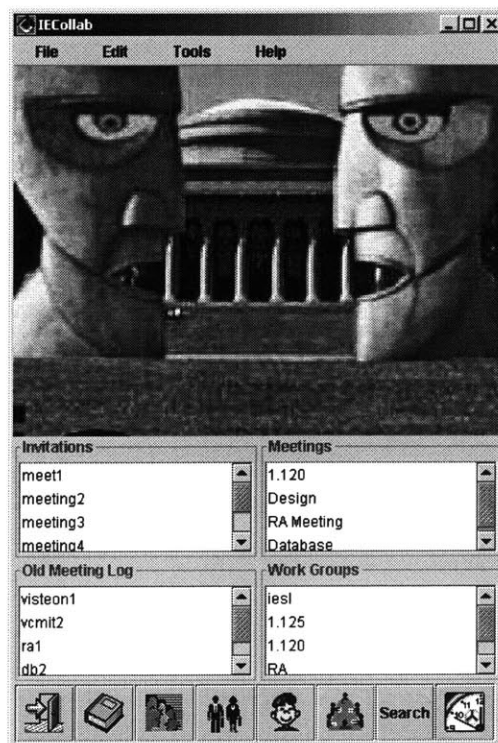 IECollab
File Edit Tools Help
Invitations
meet1
meeting2
meeting3
meeting4
Meetings
1.120
Design
RA Meeting
Database
Old Meeting Log
visteon1
vcmit2
ra1
db2
Work Groups
iesl
1.125
1.120
RA
Search